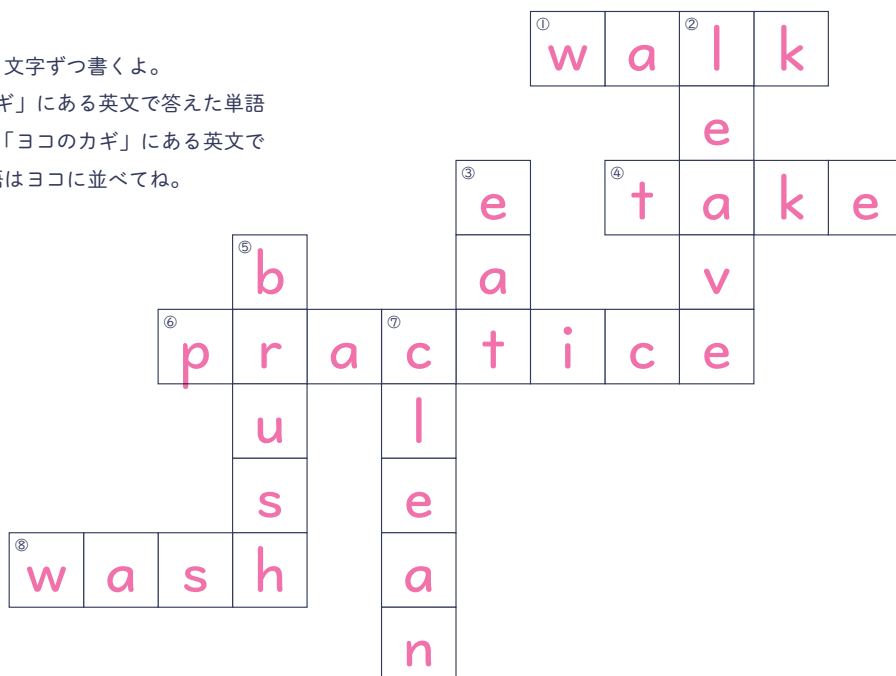 文字ずつ書くよ。
ギ」にある英文で答えた単語
「ヨコのカギ」にある英文で
語はヨコに並べてね。
① w a ② l k
e
③ e ④ t a k e
⑤ b a v
⑥ p r a ⑦ c t i c e
u l
s e
⑧ w a s h a
n